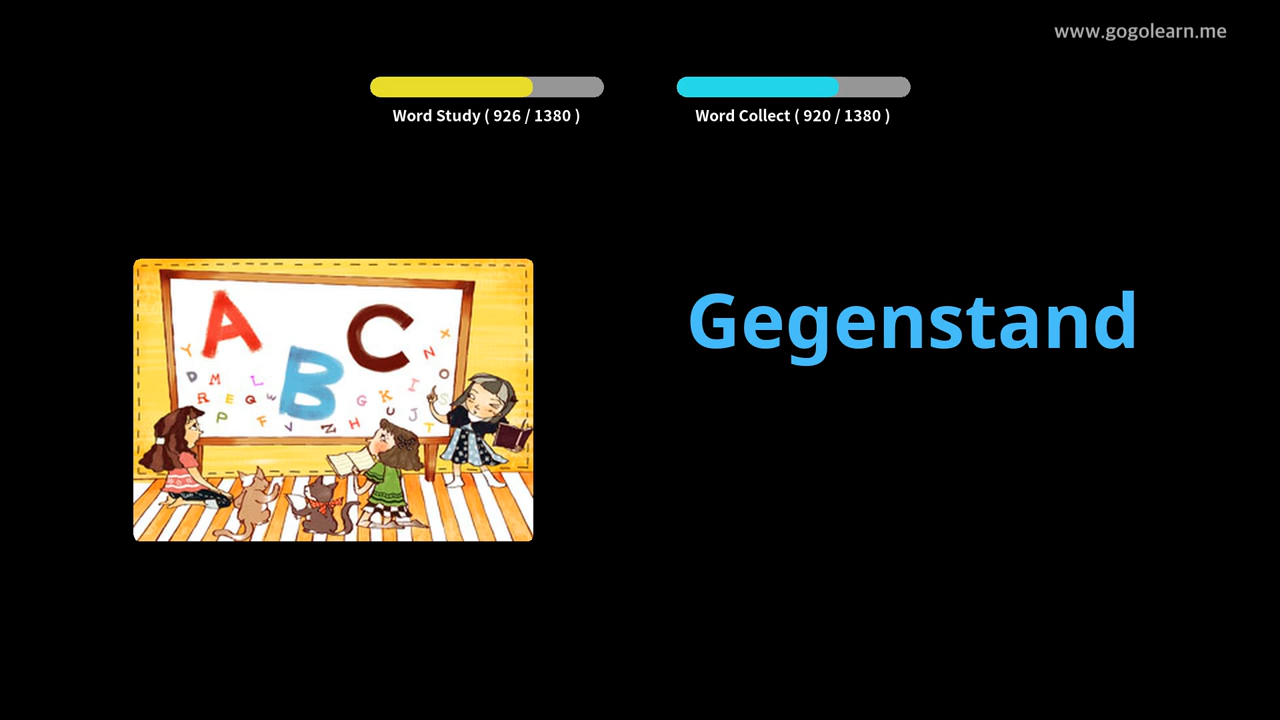 www.gogolearn.me
Word Study ( 926 / 1380 )
Word Collect ( 920 / 1380 )
Gegenstand
A
B
C
Y
X
N
D
M
L
O
R
E
Q
W
G
K
I
S
P
F
V
Z
H
U
J
T